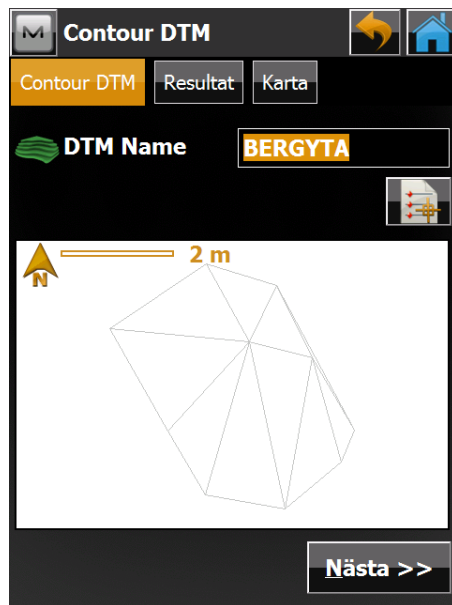 M Contour DTM
Contour DTM Resultat Karta
DTM Name BERGYTA
2 m
N
Nästa >>